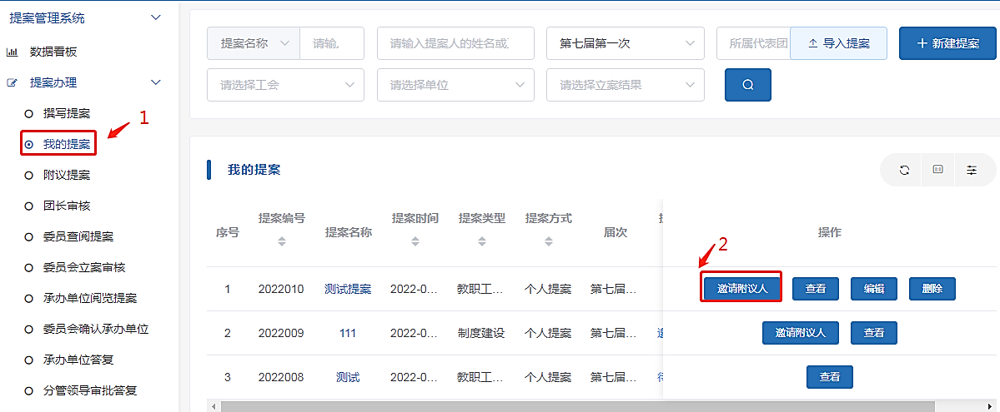 提案管理系统
数据看板
提案办理
撰写提案
我的提案
附议提案
团长审核
委员查阅提案
委员会立案审核
承办单位阅览提案
委员会确认承办单位
承办单位答复
分管领导审批答复
1
提案名称 请输 请输入提案人的姓名或 第七届第一次 所属代表团 导入提案 新建提案
请选择工会 请选择单位 请选择立案结果
我的提案
序号 提案编号 提案名称 提案时间 提案类型 提案方式 届次 操作
2
1 2022010 测试提案 2022-0... 教职工... 个人提案 第七届... 邀请附议人 查看 编辑 删除
2 2022009 111 2022-0... 制度建设 个人提案 第七届... 邀请附议人 查看
3 2022008 测试 2022-0... 教职工... 个人提案 第七届... 查看